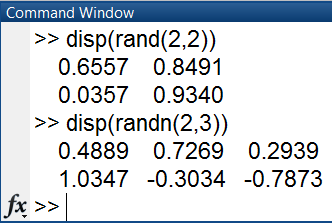 Command Window
>> disp(rand(2,2))
0.6557 0.8491
0.0357 0.9340
>> disp(randn(2,3))
0.4889 0.7269 0.2939
1.0347 -0.3034 -0.7873
fx >>